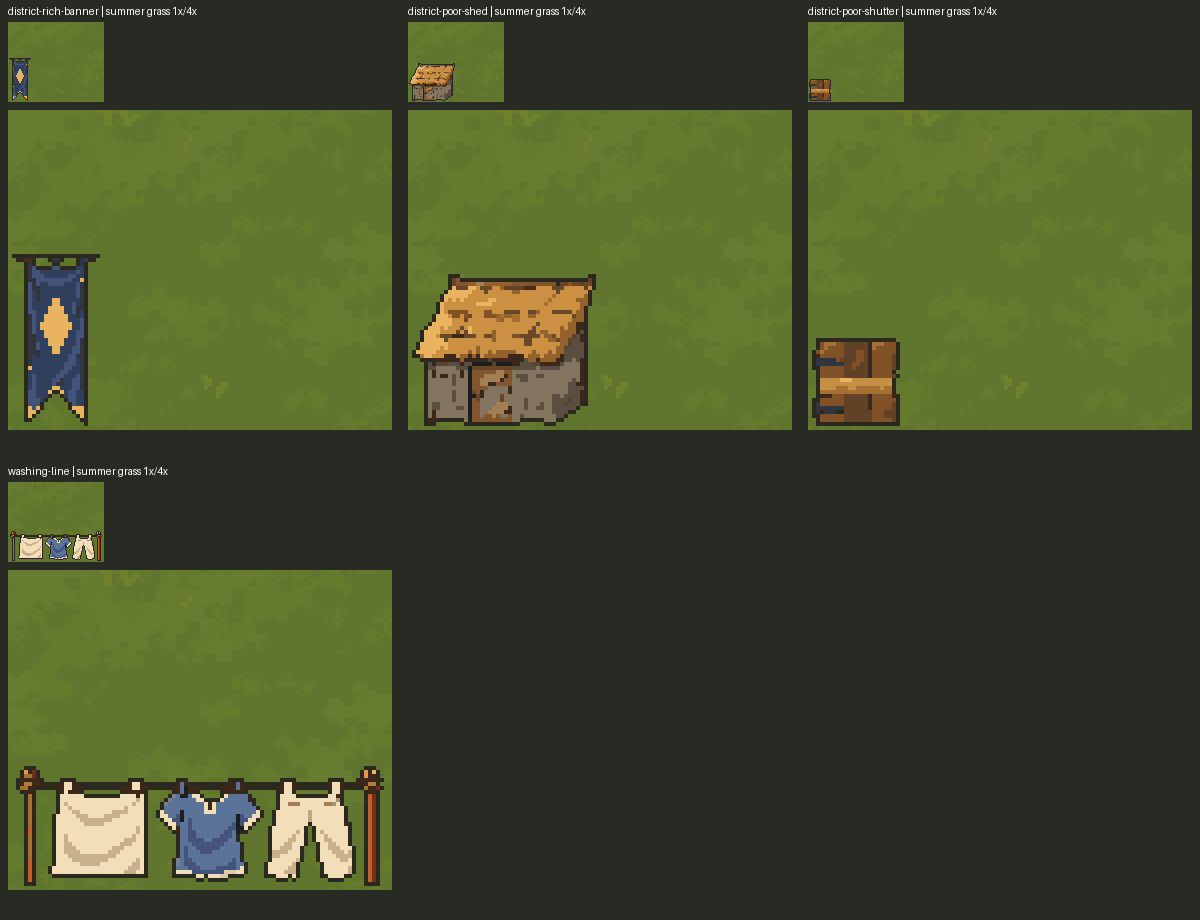 district-rich-banner | summer grass 1x/4x
district-poor-shed | summer grass 1x/4x
district-poor-shutter | summer grass 1x/4x
washing-line | summer grass 1x/4x